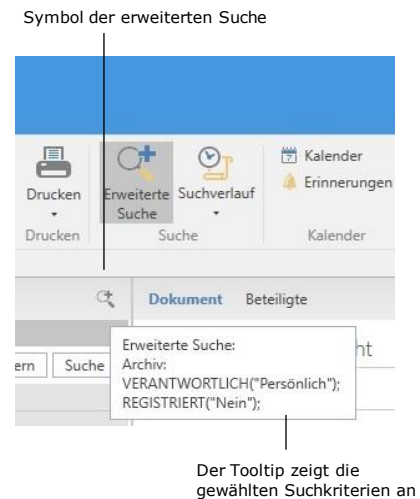 Symbol der erweiterten Suche
Kalender
Erinnerungen
Drucken
Erweiterte
Suche
Suchverlauf
Drucken
Suche
Kalender
Dokument
Beteiligte
ern
Suche
ht
Erweiterte Suche:
Archiv:
VERANTWORTLICH("Persönlich");
REGISTRIERT("Nein");
Der Tooltip zeigt die
gewählten Suchkriterien an